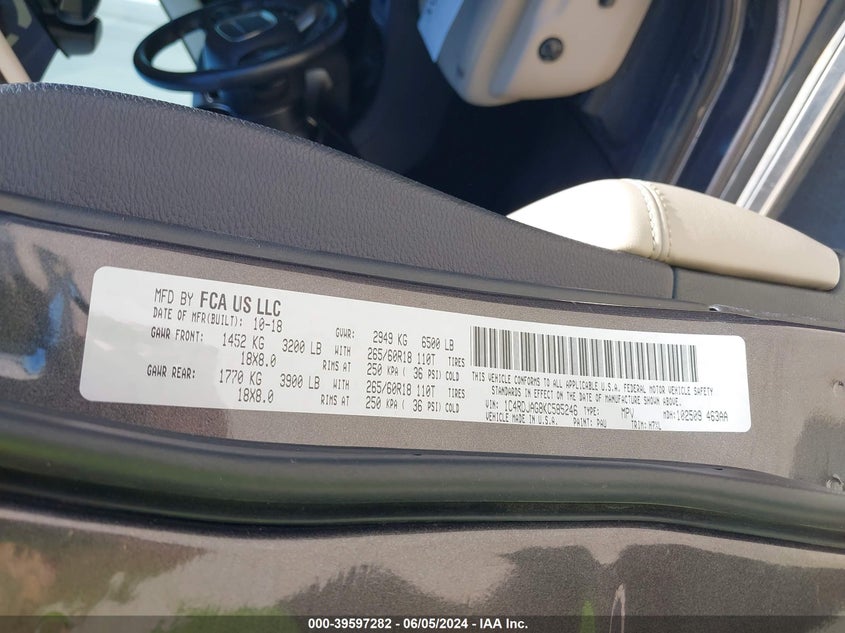 MFD BY FCA US LLC
DATE OF MFR(BUILT): 10-18 GVWR: 2949 KG 6500 LB
GAWR FRONT: 1452 KG 3200 LB WITH 265/60R18 110T TIRES
18X8.0 RIMS AT 250 KPA ( 36 PSI) COLD
GAWR REAR: 1770 KG 3900 LB WITH 265/60R18 110T TIRES
18X8.0 RIMS AT 250 KPA ( 36 PSI) COLD
THIS VEHICLE CONFORMS TO ALL APPLICABLE U.S.A. FEDERAL MOTOR VEHICLE SAFETY
STANDARDS IN EFFECT ON THE DATE OF MANUFACTURE SHOWN ABOVE.
VIN: 1C4RDJAG8KC585246 TYPE: MPV MDH:102509 463AA
VEHICLE MADE IN U.S.A. PAINT: PAU TRIM:H7XL
000-39597282 - 06/05/2024 - IAA Inc.